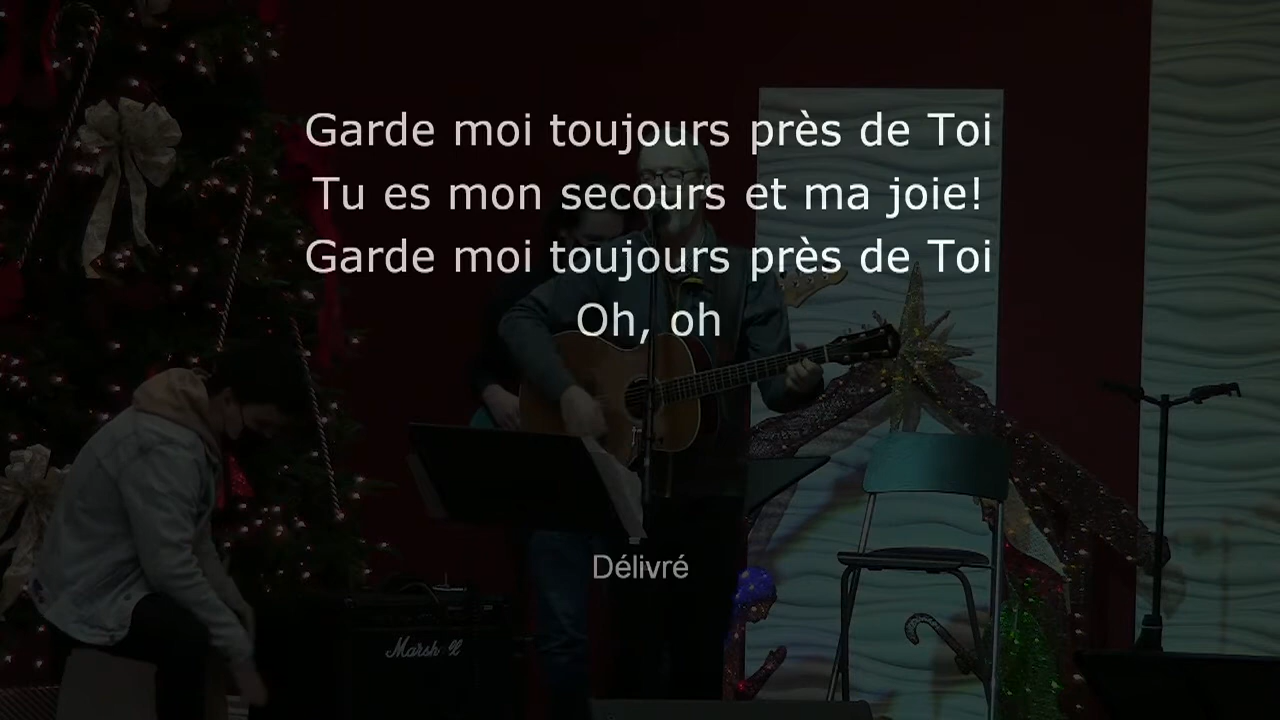 Garde moi toujours près de Toi
Tu es mon secours et ma joie!
Garde moi toujours près de Toi
Oh, oh
Délivré
Marshall